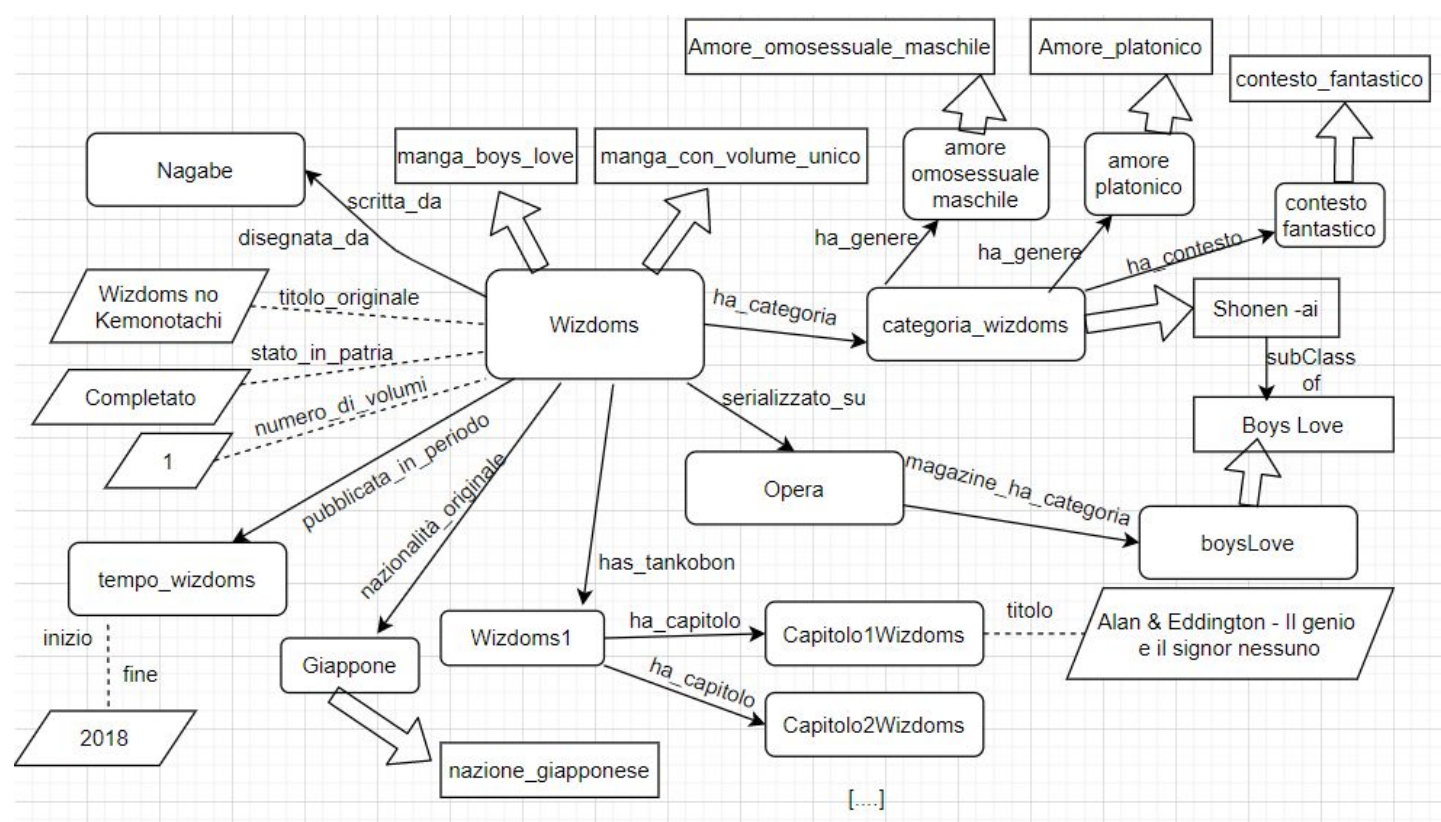 Amore_omosessuale_maschile
Amore_platonico
contesto_fantastico
Nagabe
manga_boys_love
manga_con_volume_unico
amore
omosessuale
maschile
amore
platonico
contesto
fantastico
scritta_da
disegnata_da
ha_genere
ha_genere
ha_contesto
Wizdoms no
Kemonotachi
titolo_originale
Wizdoms
ha_categoria
categoria_wizdoms
Shonen -ai
stato_in_patria
Completato
subClass
of
numero_di_volumi
serializzato_su
Boys Love
1
pubblicata_in_periodo
nazionalità_originale
Opera
magazine_ha_categoria
boysLove
tempo_wizdoms
has_tankobon
inizio
fine
Wizdoms1
ha_capitolo
Capitolo1Wizdoms
titolo
Alan & Eddington - Il genio
e il signor nessuno
Giappone
ha_capitolo
Capitolo2Wizdoms
2018
nazione_giapponese
[....]